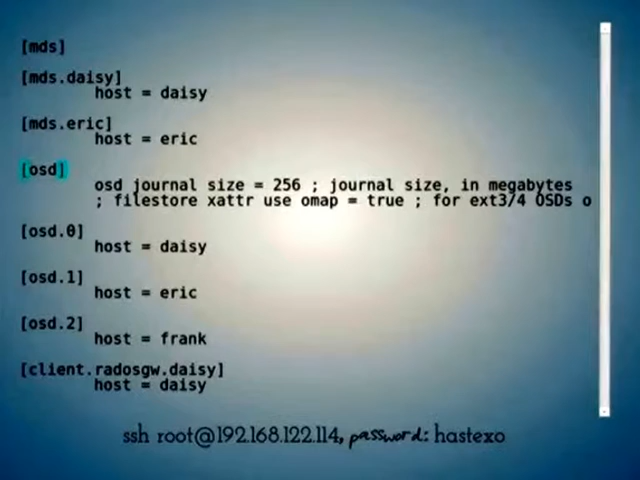 [mds]
[mds.daisy]
host = daisy
[mds.eric]
host = eric
[osd]
osd journal size = 256 ; journal size, in megabytes
; filestore xattr use omap = true ; for ext3/4 OSDs o
[osd.0]
host = daisy
[osd.1]
host = eric
[osd.2]
host = frank
[client.radosgw.daisy]
host = daisy
ssh root@192.168.122.114, password: hastexo